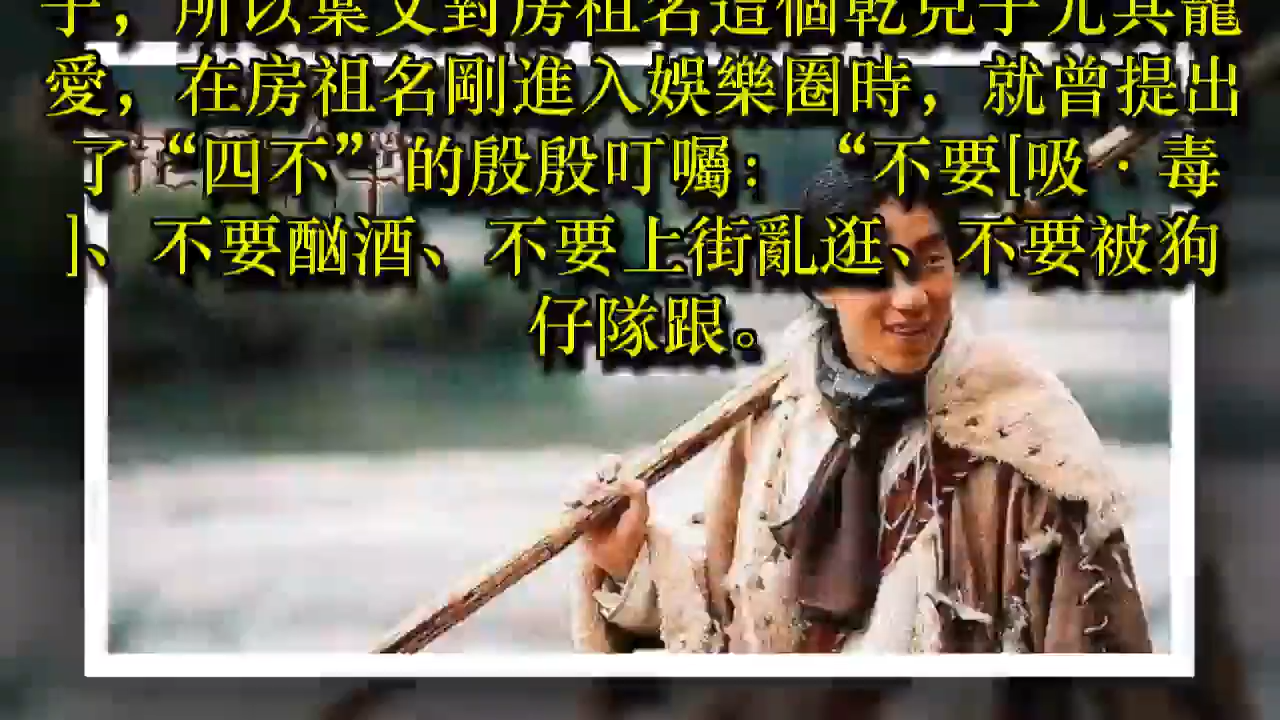 子，所以葉文對房祖名這個乾兒子尤其寵
愛，在房祖名剛進入娛樂圈時，就曾提出
了“四不”的殷殷叮囑：“不要[吸·毒
]、不要酗酒、不要上街亂逛、不要被狗
仔隊跟。